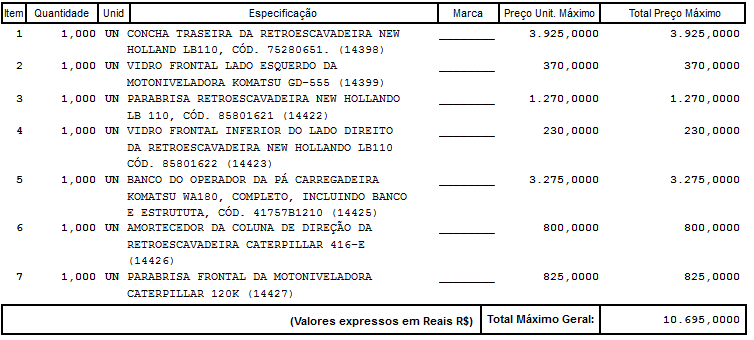 Item Quantidade Unid Especificação Marca Preço Unit. Máximo Total Preço Máximo
1 1,000 UN CONCHA TRASEIRA DA RETROESCAVADEIRA NEW ________ 3.925,0000 3.925,0000
HOLLAND LB110, CÓD. 75280651. (14398)
2 1,000 UN VIDRO FRONTAL LADO ESQUERDO DA ________ 370,0000 370,0000
MOTONIVELADORA KOMATSU GD-555 (14399)
3 1,000 UN PARABRISA RETROESCAVADEIRA NEW HOLLANDO ________ 1.270,0000 1.270,0000
LB 110, CÓD. 85801621 (14422)
4 1,000 UN VIDRO FRONTAL INFERIOR DO LADO DIREITO ________ 230,0000 230,0000
DA RETROESCAVADEIRA NEW HOLLANDO LB110
CÓD. 85801622 (14423)
5 1,000 UN BANCO DO OPERADOR DA PÁ CARREGADEIRA ________ 3.275,0000 3.275,0000
KOMATSU WA180, COMPLETO, INCLUINDO BANCO
E ESTRUTUTA, CÓD. 41757B1210 (14425)
6 1,000 UN AMORTECEDOR DA COLUNA DE DIREÇÃO DA ________ 800,0000 800,0000
RETROESCAVADEIRA CATERPILLAR 416-E
(14426)
7 1,000 UN PARABRISA FRONTAL DA MOTONIVELADORA ________ 825,0000 825,0000
CATERPILLAR 120K (14427)
(Valores expressos em Reais R$) Total Máximo Geral: 10.695,0000